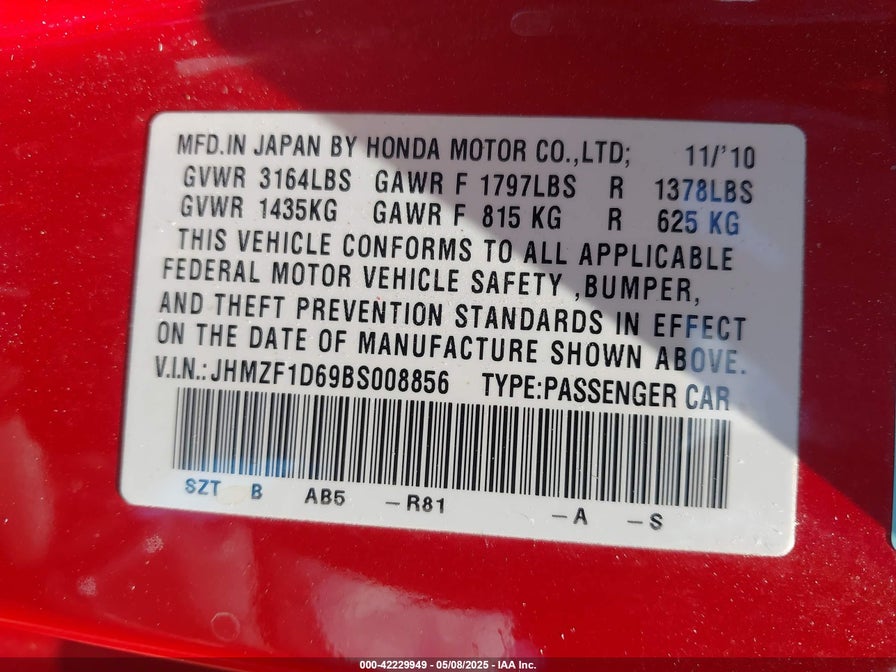 MFD.IN JAPAN BY HONDA MOTOR CO.,LTD; 11/'10
GVWR 3164LBS GAWR F 1797LBS R 1378LBS
GVWR 1435KG GAWR F 815 KG R 625 KG
THIS VEHICLE CONFORMS TO ALL APPLICABLE
FEDERAL MOTOR VEHICLE SAFETY ,BUMPER,
AND THEFT PREVENTION STANDARDS IN EFFECT
ON THE DATE OF MANUFACTURE SHOWN ABOVE.
V.I.N.:JHMZF1D69BS008856 TYPE:PASSENGER CAR
SZT B AB5 –R81 –A –S
000-42229949 - 05/08/2025 - IAA Inc.